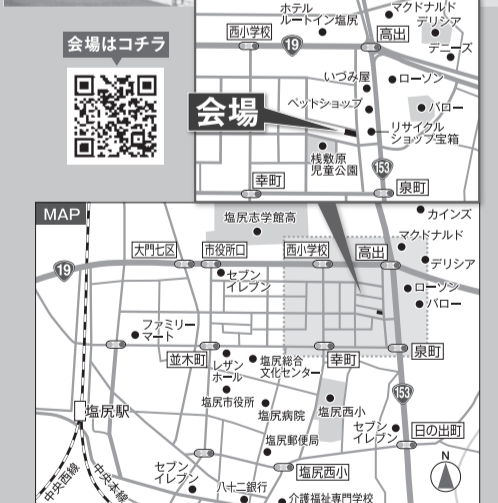 ホテル
ルートイン塩尻
マクドナルド
デリシア
西小学校
19
高出
デニーズ
会場はコチラ
いづみ屋
ローソン
ペットショップ
バロー
会場
リサイクル
ショップ宝箱
桟敷原
児童公園
153
幸町
泉町
MAP
カインズ
塩尻志学館高
マクドナルド
大門七区
市役所口
西小学校
高出
デリシア
19
セブン
イレブン
ローソン
バロー
ファミリー
マート
並木町
レザン
ホール
塩尻総合
文化センター
幸町
泉町
153
塩尻駅
塩尻市役所
塩尻病院
塩尻西小
塩尻郵便局
セブン
イレブン
日の出町
N
セブン
イレブン
塩尻西小
中央西線
中央本線
八十二銀行
介護福祉専門学校